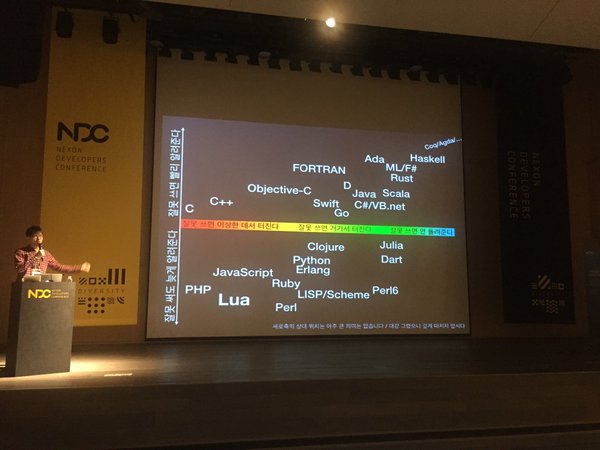 NDC
NEXON
DEVELOPERS
CONFERENCE
잘못 쓰면 빨리 알려준다
잘못 써도 늦게 알려준다
Coq/Agda/...
Ada
Haskell
FORTRAN
ML/F#
Rust
Objective-C
D
Java
Scala
C++
Swift
C#/VB.net
C
Go
잘못 쓰면 이상한 데서 터진다
잘못 쓰면 거기서 터진다
잘못 쓰면 안 돌려준다
Clojure
Julia
Python
Dart
Erlang
JavaScript
Ruby
PHP
Lua
LISP/Scheme
Perl6
Perl
세로축의 상대 위치는 아주 큰 의미는 없습니다 / 대강 그렇으니 깊게 따지지 맙시다
NDC
DIVERSITY
NEXON
DEVELOPERS
CONFERENCE
DIVERSITY